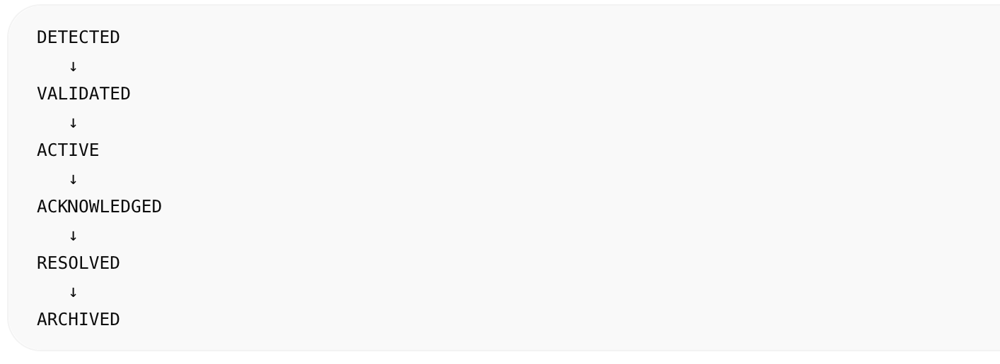 DETECTED
↓
VALIDATED
↓
ACTIVE
↓
ACKNOWLEDGED
↓
RESOLVED
↓
ARCHIVED